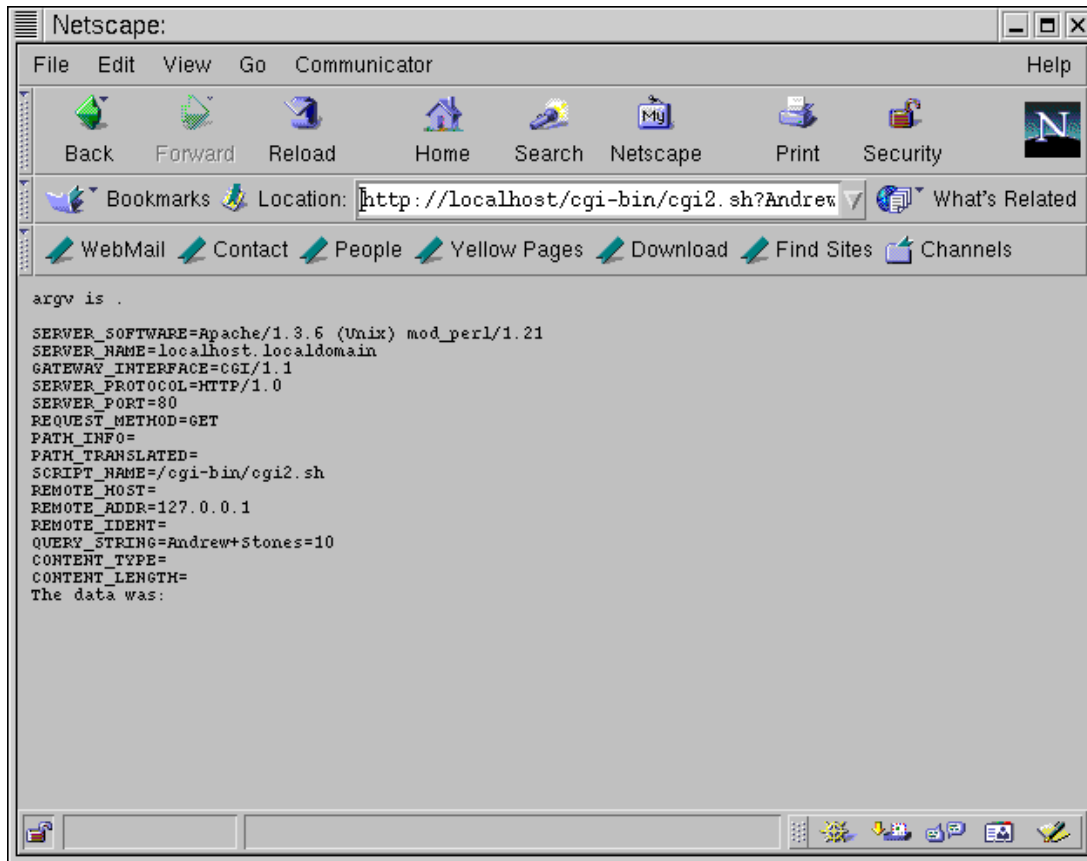 Netscape:
File Edit View Go Communicator Help
My N
Back Forward Reload Home Search Netscape Print Security
Bookmarks Location: http://localhost/cgi-bin/cgi2.sh?Andrew What's Related
WebMail Contact People Yellow Pages Download Find Sites Channels
argv is .
SERVER_SOFTWARE=Apache/1.3.6 (Unix) mod_perl/1.21
SERVER_NAME=localhost.localdomain
GATEWAY_INTERFACE=CGI/1.1
SERVER_PROTOCOL=HTTP/1.0
SERVER_PORT=80
REQUEST_METHOD=GET
PATH_INFO=
PATH_TRANSLATED=
SCRIPT_NAME=/cgi-bin/cgi2.sh
REMOTE_HOST=
REMOTE_ADDR=127.0.0.1
REMOTE_IDENT=
QUERY_STRING=Andrew+Stones=10
CONTENT_TYPE=
CONTENT_LENGTH=
The data was: